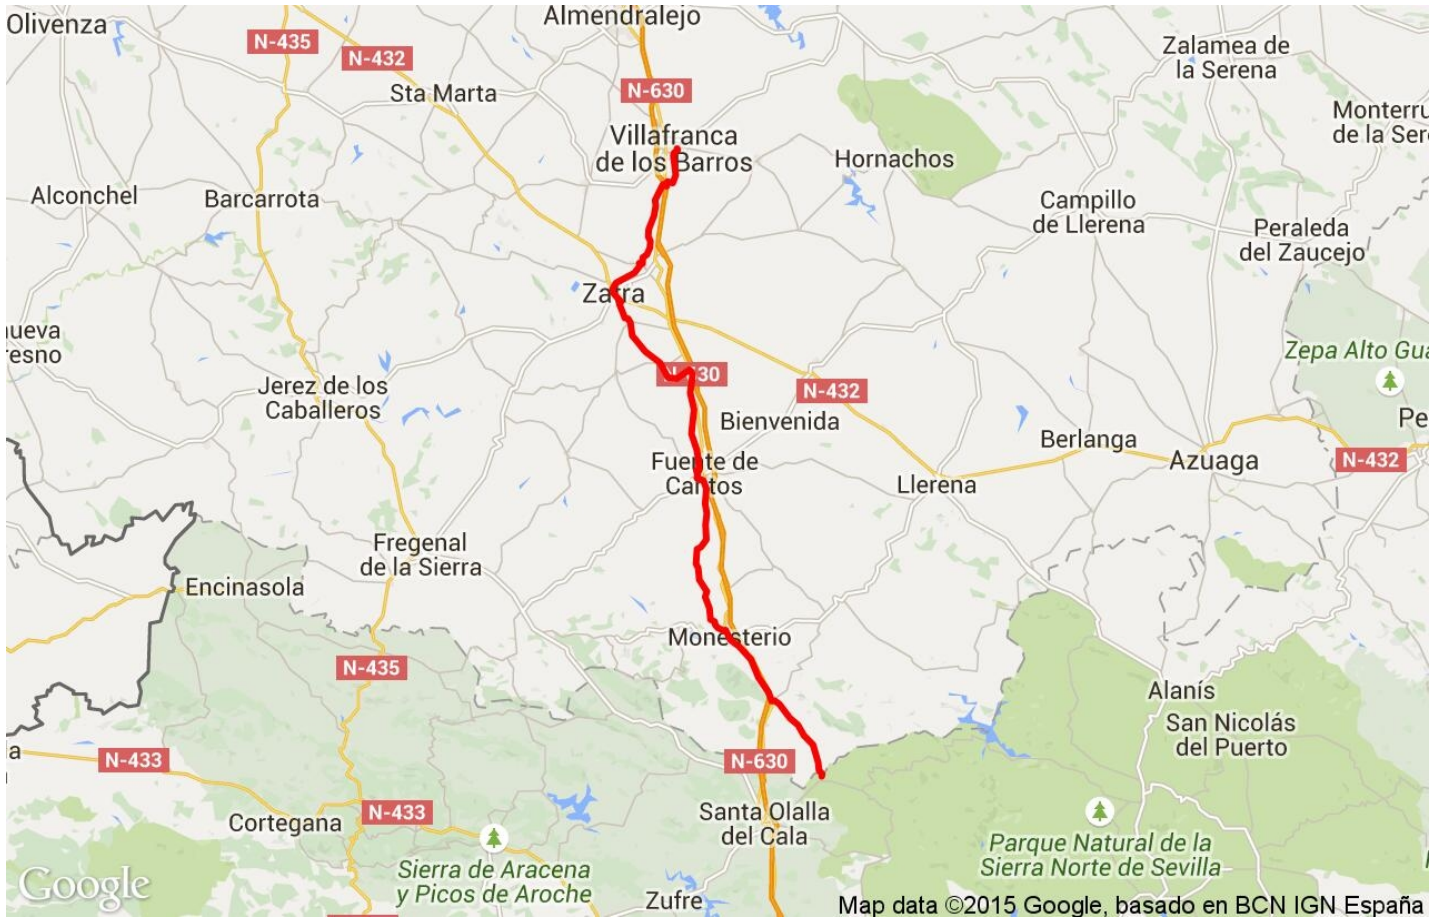 Almendralejo
Olivenza
N-435
Zalamea de
la Serena
N-432
Sta Marta
N-630
Monterru
de la Ser
Villafranca
de los Barros
Hornachos
Alconchel
Barcarrota
Campillo
de Llerena
Peraleda
del Zaucejo
Zafra
ueva
resno
Zepa Alto Gua
Jerez de los
Caballeros
N-630
N-432
Bienvenida
Pe
Berlanga
Azuaga
N-432
Fuente de
Cantos
Llerena
Fregenal
de la Sierra
Encinasola
Monesterio
N-435
Alanís
San Nicolás
del Puerto
a
N-433
N-630
N-433
Cortegana
Santa Olalla
del Cala
Parque Natural de la
Sierra Norte de Sevilla
Sierra de Aracena
y Picos de Aroche
Google
Zufre
Map data ©2015 Google, basado en BCN IGN España